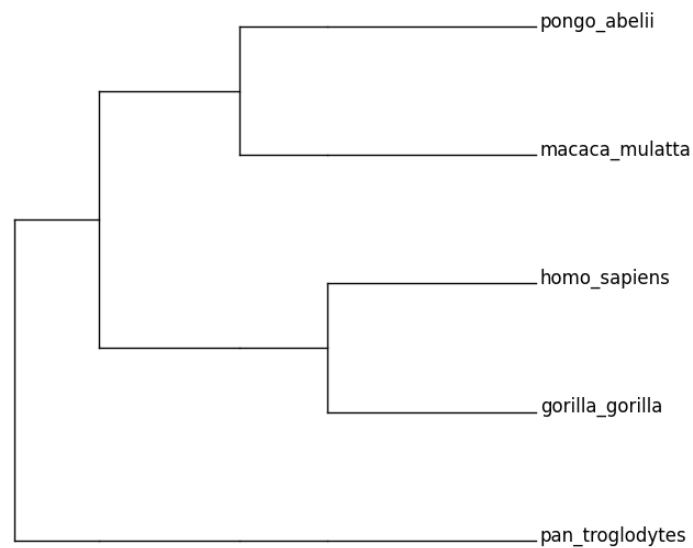 pongo_abelii
macaca_mulatta
homo_sapiens
gorilla_gorilla
pan_troglodytes